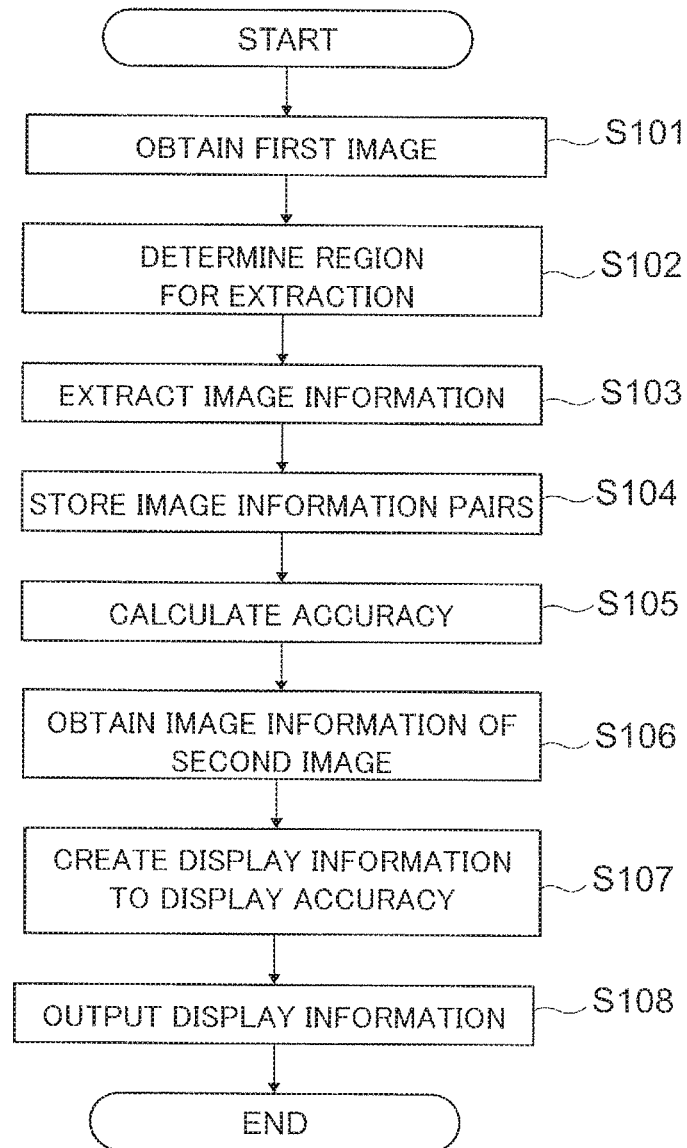 START
OBTAIN FIRST IMAGE
S101
DETERMINE REGION
FOR EXTRACTION
S102
EXTRACT IMAGE INFORMATION
S103
STORE IMAGE INFORMATION PAIRS
S104
CALCULATE ACCURACY
S105
OBTAIN IMAGE INFORMATION OF
SECOND IMAGE
S106
CREATE DISPLAY INFORMATION
TO DISPLAY ACCURACY
S107
OUTPUT DISPLAY INFORMATION
S108
END